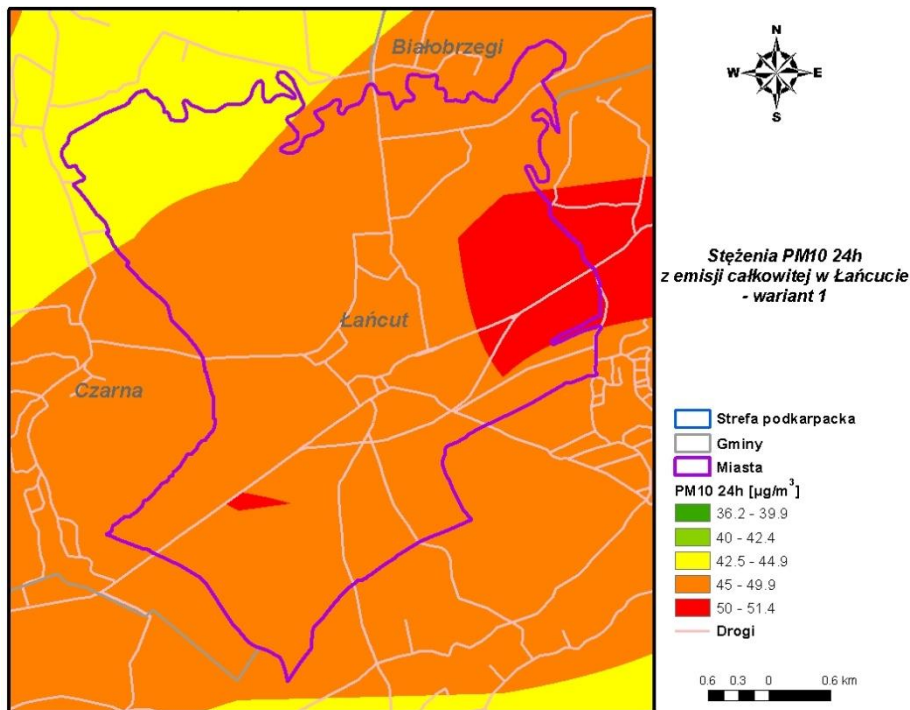 Białobrzegi
Łańcut
Czarna
N
W
E
S
Stężenia PM10 24h
z emisji całkowitej w Łańcucie
- wariant 1
Strefa podkarpacka
Gminy
Miasta
PM10 24h [µg/m³]
36.2 - 39.9
40 - 42.4
42.5 - 44.9
45 - 49.9
50 - 51.4
Drogi
0.6 0.3 0 0.6 km